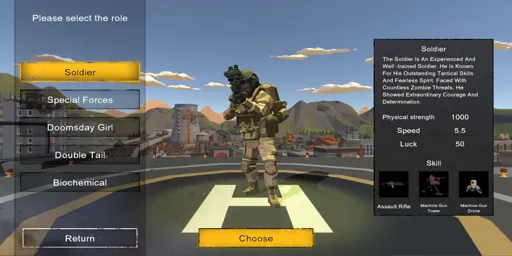 Please select the role
Soldier
Special Forces
Doomsday Girl
Double Tail
Biochemical
Return
H
Choose
Soldier
The Soldier Is An Experienced And
Well -trained Soldier. He Is Known
For His Outstanding Tactical Skills
And Fearless Spirit. Faced With
Countless Zombie Threats. He
Showed Extraordinary Courage And
Determination.
Physical strength 1000
Speed 5.5
Luck 50
Skill
Assault Rifle
Machine Gun
Tower
Machine Gun
Drone